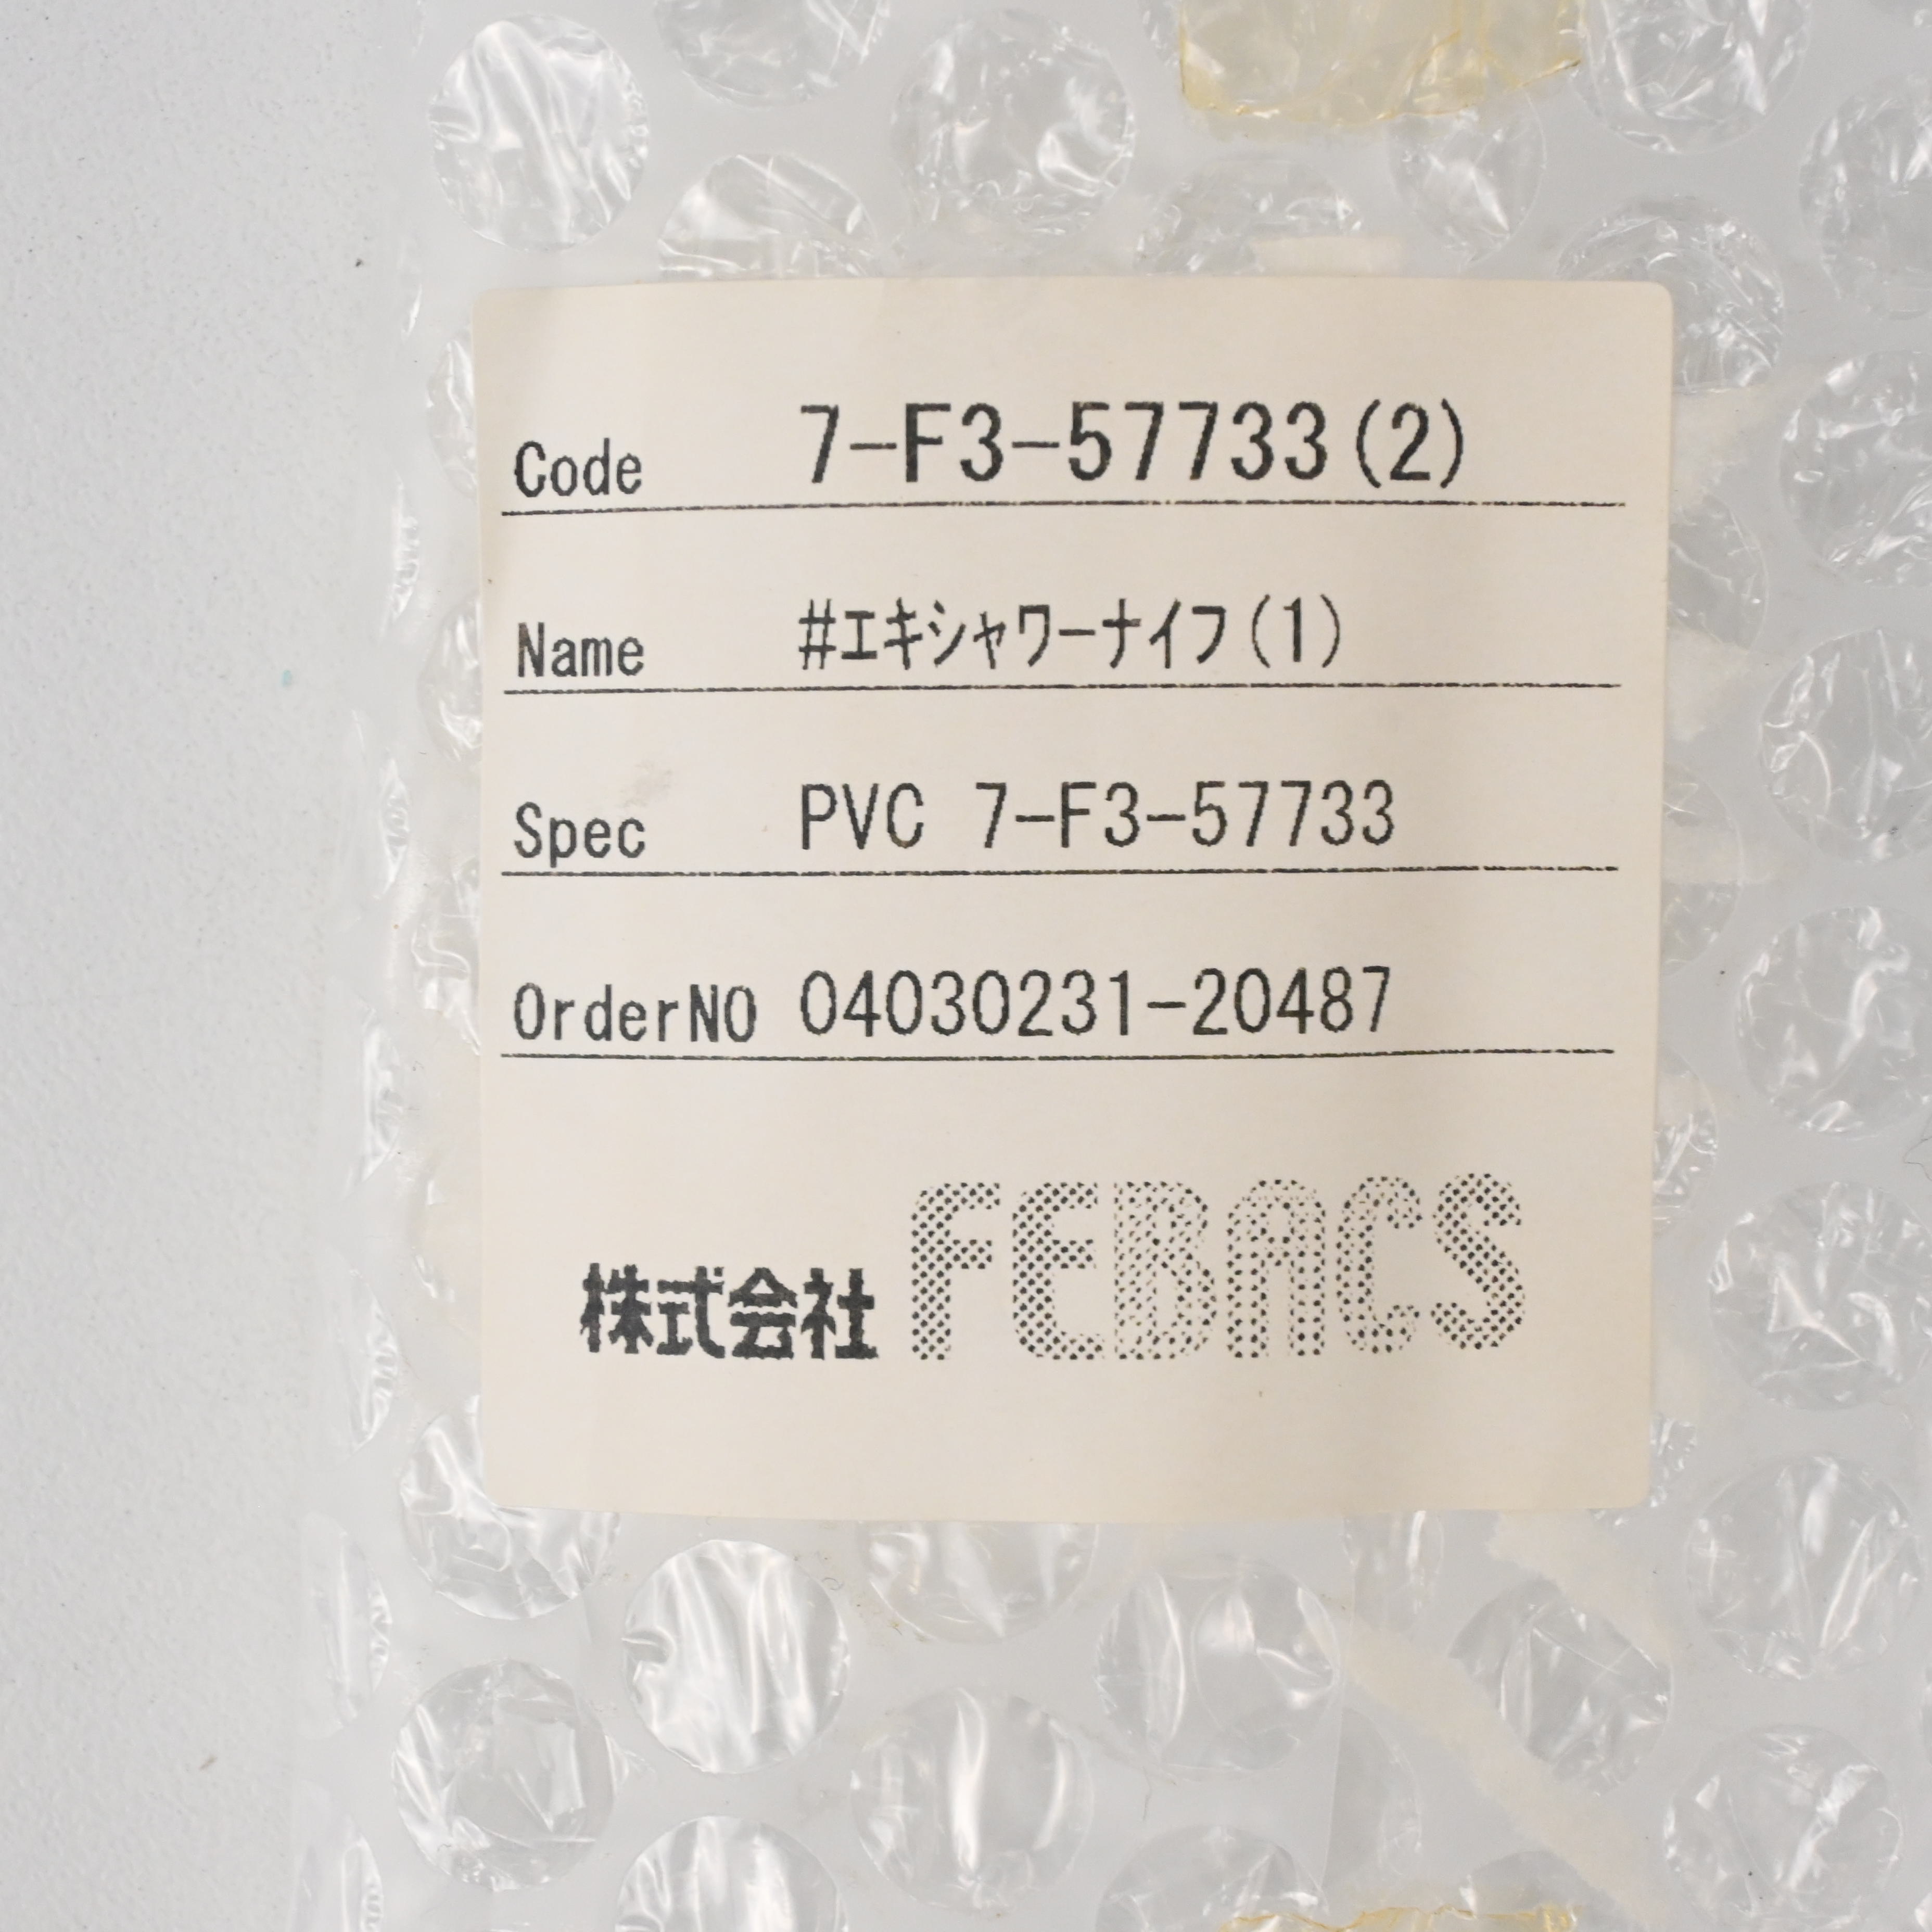 Code 7-F3-57733(2)
Name #エキシャワーナイフ(1)
Spec PVC 7-F3-57733
OrderNO 04030231-20487
株式会社 FEBACS